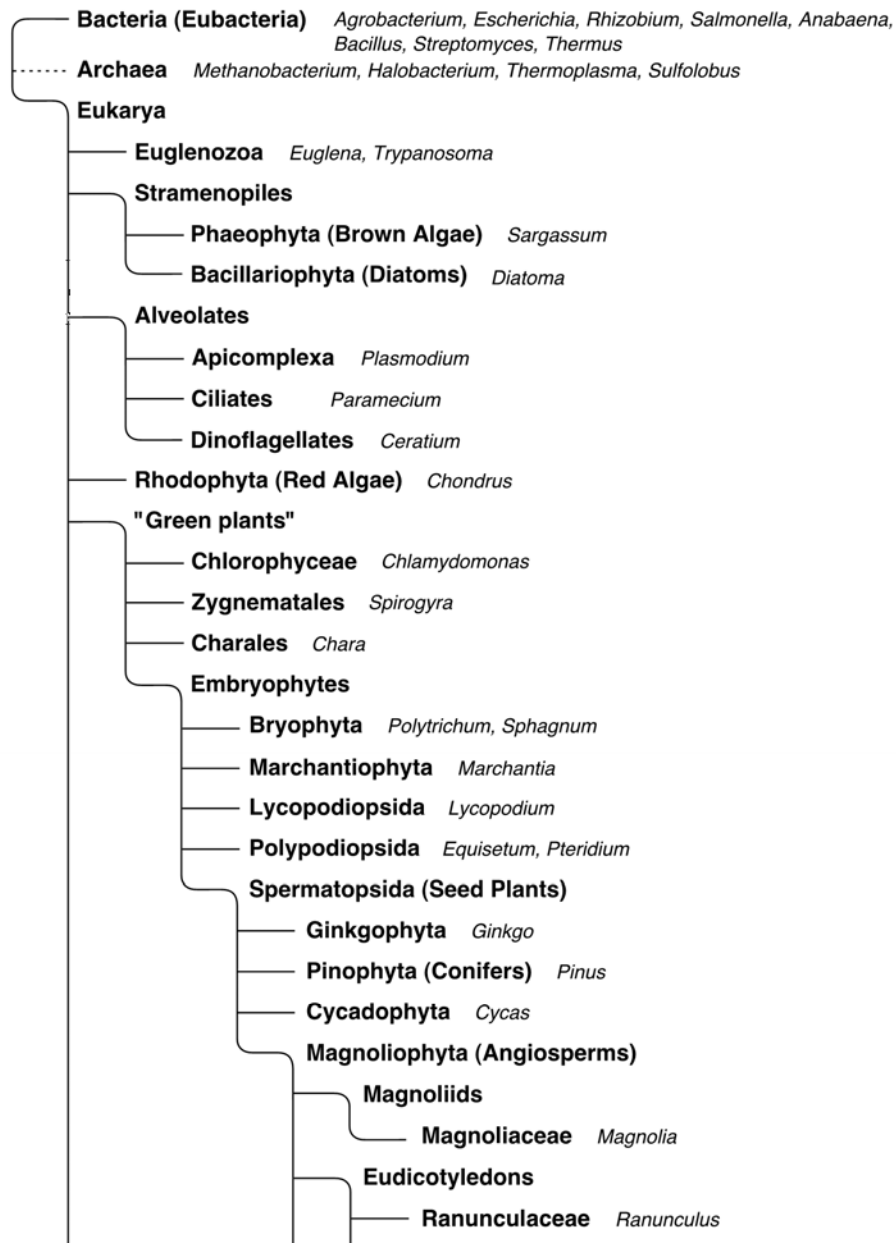 Bacteria (Eubacteria) Agrobacterium, Escherichia, Rhizobium, Salmonella, Anabaena,
Bacillus, Streptomyces, Thermus
Archaea Methanobacterium, Halobacterium, Thermoplasma, Sulfolobus
Eukarya
Euglenozoa Euglena, Trypanosoma
Stramenopiles
Phaeophyta (Brown Algae) Sargassum
Bacillariophyta (Diatoms) Diatoma
Alveolates
Apicomplexa Plasmodium
Ciliates Paramecium
Dinoflagellates Ceratium
Rhodophyta (Red Algae) Chondrus
"Green plants"
Chlorophyceae Chlamydomonas
Zygnematales Spirogyra
Charales Chara
Embryophytes
Bryophyta Polytrichum, Sphagnum
Marchantiophyta Marchantia
Lycopodiopsida Lycopodium
Polypodiopsida Equisetum, Pteridium
Spermatopsida (Seed Plants)
Ginkgophyta Ginkgo
Pinophyta (Conifers) Pinus
Cycadophyta Cycas
Magnoliophyta (Angiosperms)
Magnoliids
Magnoliaceae Magnolia
Eudicotyledons
Ranunculaceae Ranunculus